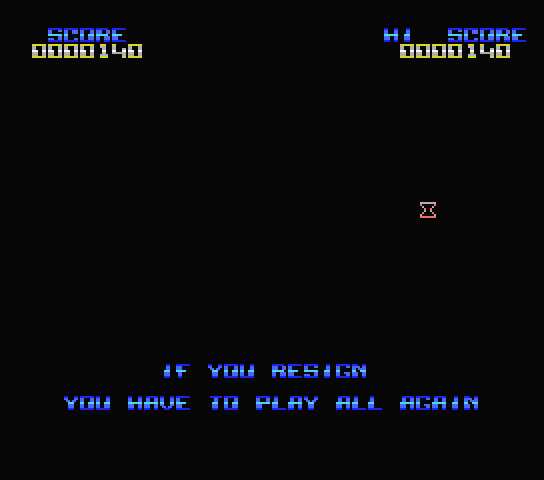 SCORE HI SCORE
0000140 0000140
IF YOU RESIGN
YOU HAVE TO PLAY ALL AGAIN